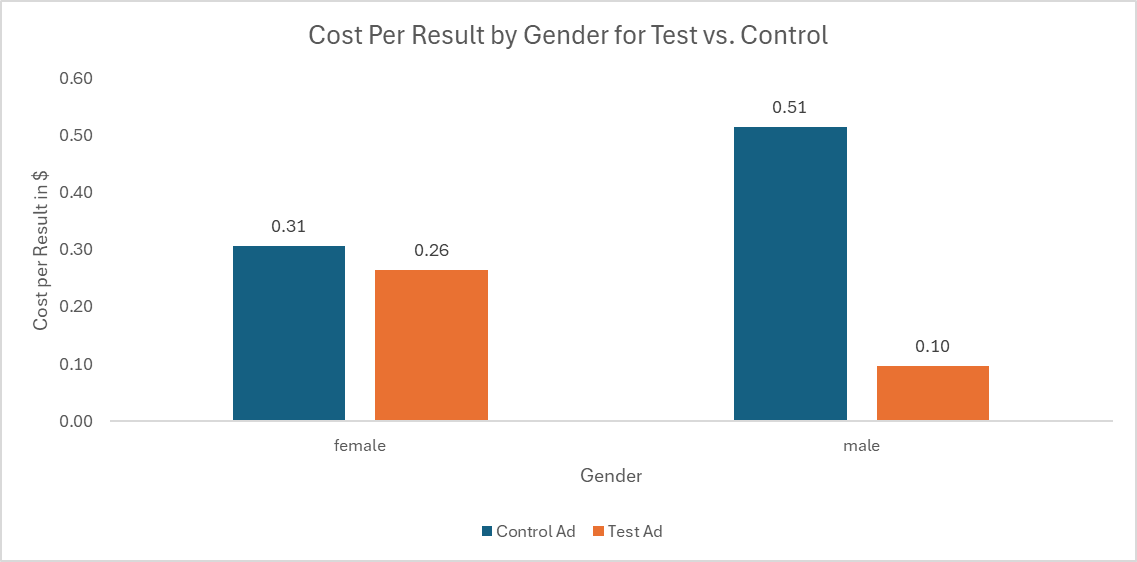 Cost Per Result by Gender for Test vs. Control
0.60
0.50
0.40
0.30
0.20
0.10
0.00
Cost per Result in $
0.31
0.26
0.51
0.10
female
male
Gender
Control Ad
Test Ad